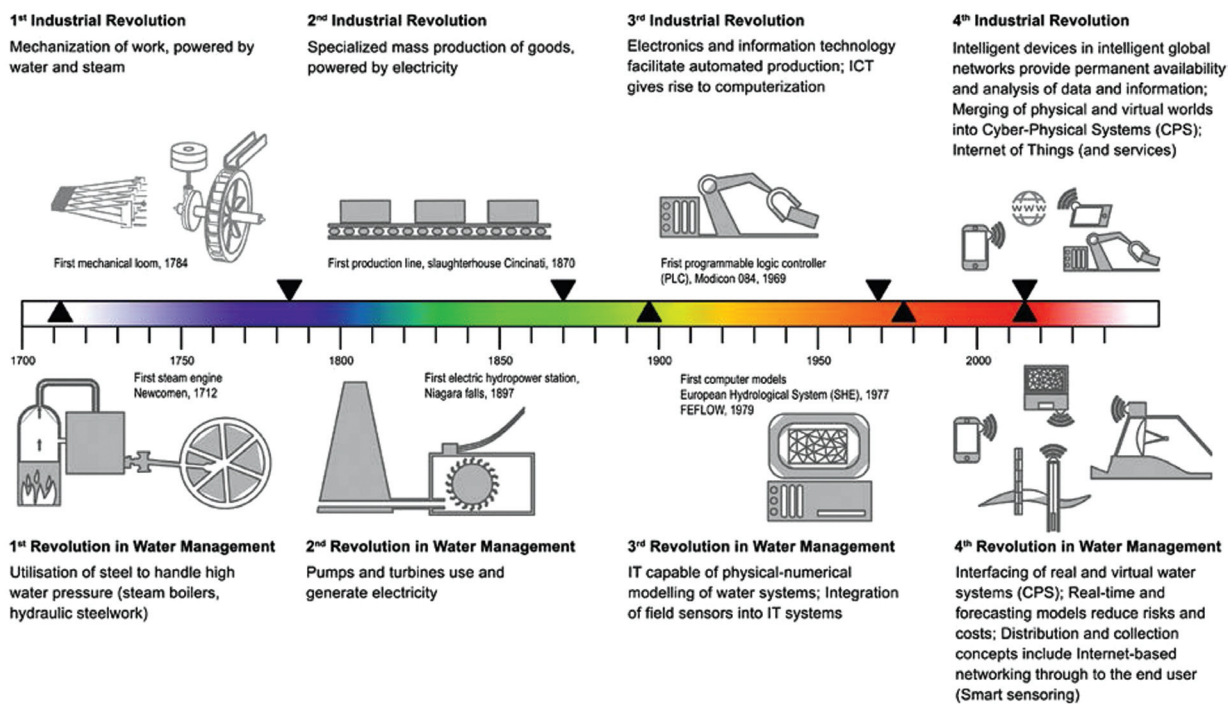 1st Industrial Revolution
Mechanization of work, powered by
water and steam
2nd Industrial Revolution
Specialized mass production of goods,
powered by electricity
3rd Industrial Revolution
Electronics and information technology
facilitate automated production; ICT
gives rise to computerization
4th Industrial Revolution
Intelligent devices in intelligent global
networks provide permanent availability
and analysis of data and information;
Merging of physical and virtual worlds
into Cyber-Physical Systems (CPS);
Internet of Things (and services)
www
First mechanical loom, 1784
First production line, slaughterhouse Cincinati, 1870
Frist programmable logic controller
(PLC), Modicon 084, 1969
1700
1750
1800
1850
1900
1950
2000
First steam engine
Newcomen, 1712
First electric hydropower station,
Niagara falls, 1897
First computer models
European Hydrological System (SHE), 1977
FEFLOW, 1979
1st Revolution in Water Management
Utilisation of steel to handle high
water pressure (steam boilers,
hydraulic steelwork)
2nd Revolution in Water Management
Pumps and turbines use and
generate electricity
3rd Revolution in Water Management
IT capable of physical-numerical
modelling of water systems; Integration
of field sensors into IT systems
4th Revolution in Water Management
Interfacing of real and virtual water
systems (CPS); Real-time and
forecasting models reduce risks and
costs; Distribution and collection
concepts include Internet-based
networking through to the end user
(Smart sensoring)